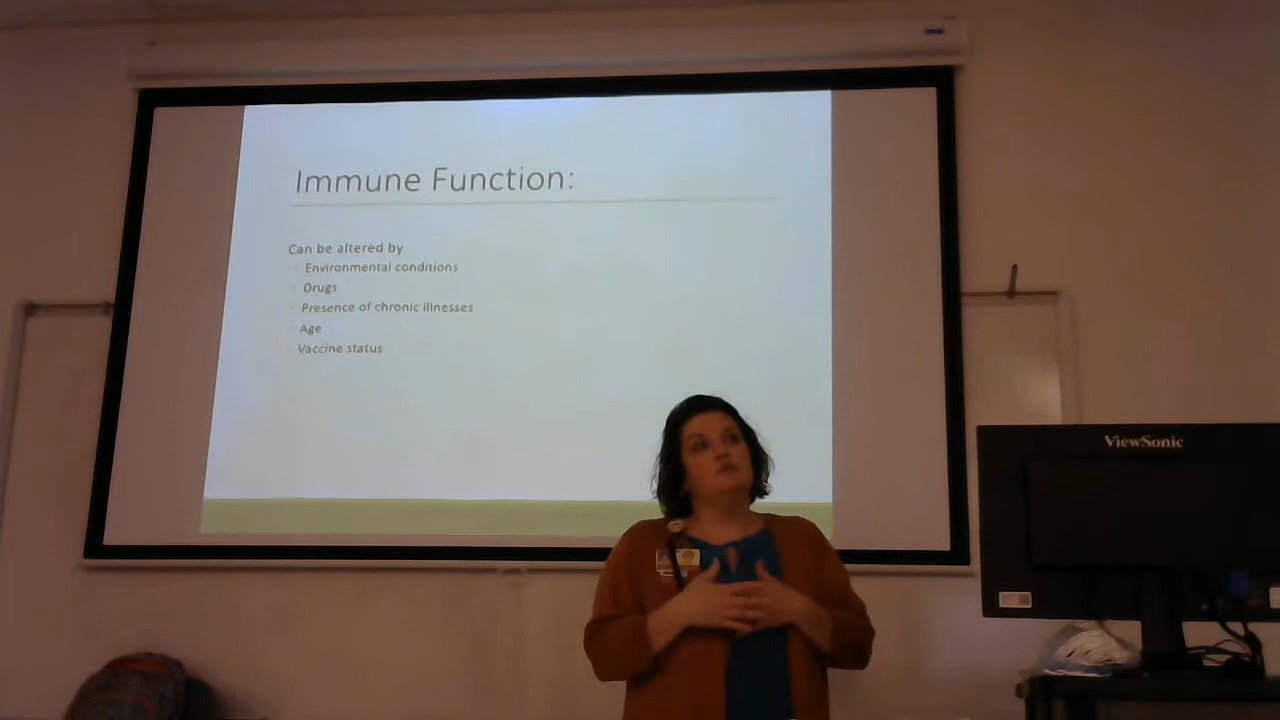 Immune Function:
Can be altered by
Environmental conditions
Drugs
Presence of chronic illnesses
Age
Vaccine status
ViewSonic